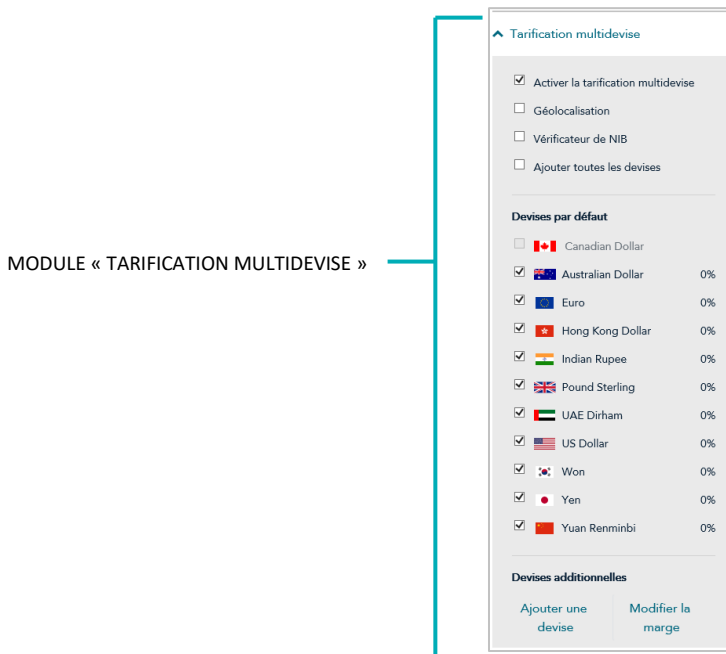 Tarification multidevise
Activer la tarification multidevise
Géolocalisation
Vérificateur de NIB
Ajouter toutes les devises
Devises par défaut
Canadian Dollar
MODULE « TARIFICATION MULTIDEVISE »
Australian Dollar 0%
Euro 0%
Hong Kong Dollar 0%
Indian Rupee 0%
Pound Sterling 0%
UAE Dirham 0%
US Dollar 0%
Won 0%
Yen 0%
Yuan Renminbi 0%
Devises additionnelles
Ajouter une
devise
Modifier la
marge